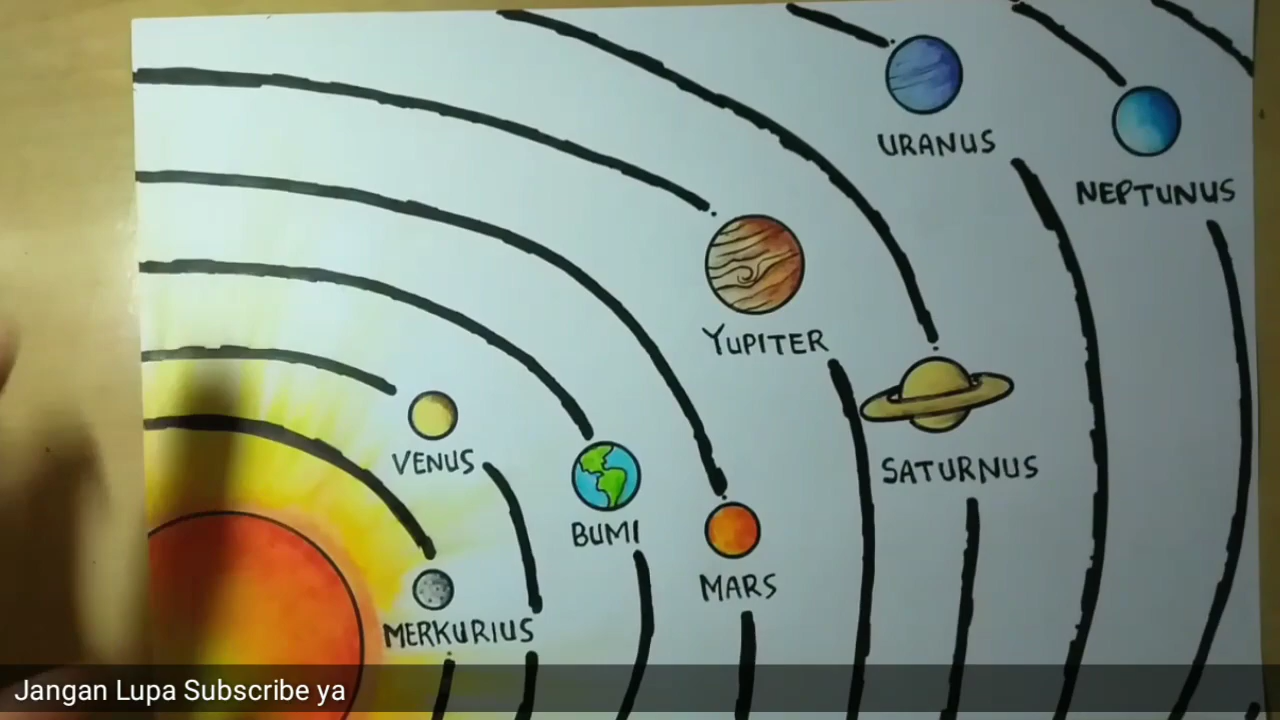 URANUS
NEPTUNUS
YUPITER
VENUS
SATURNUS
BUMI
MARS
MERKURIUS
Jangan Lupa Subscribe ya